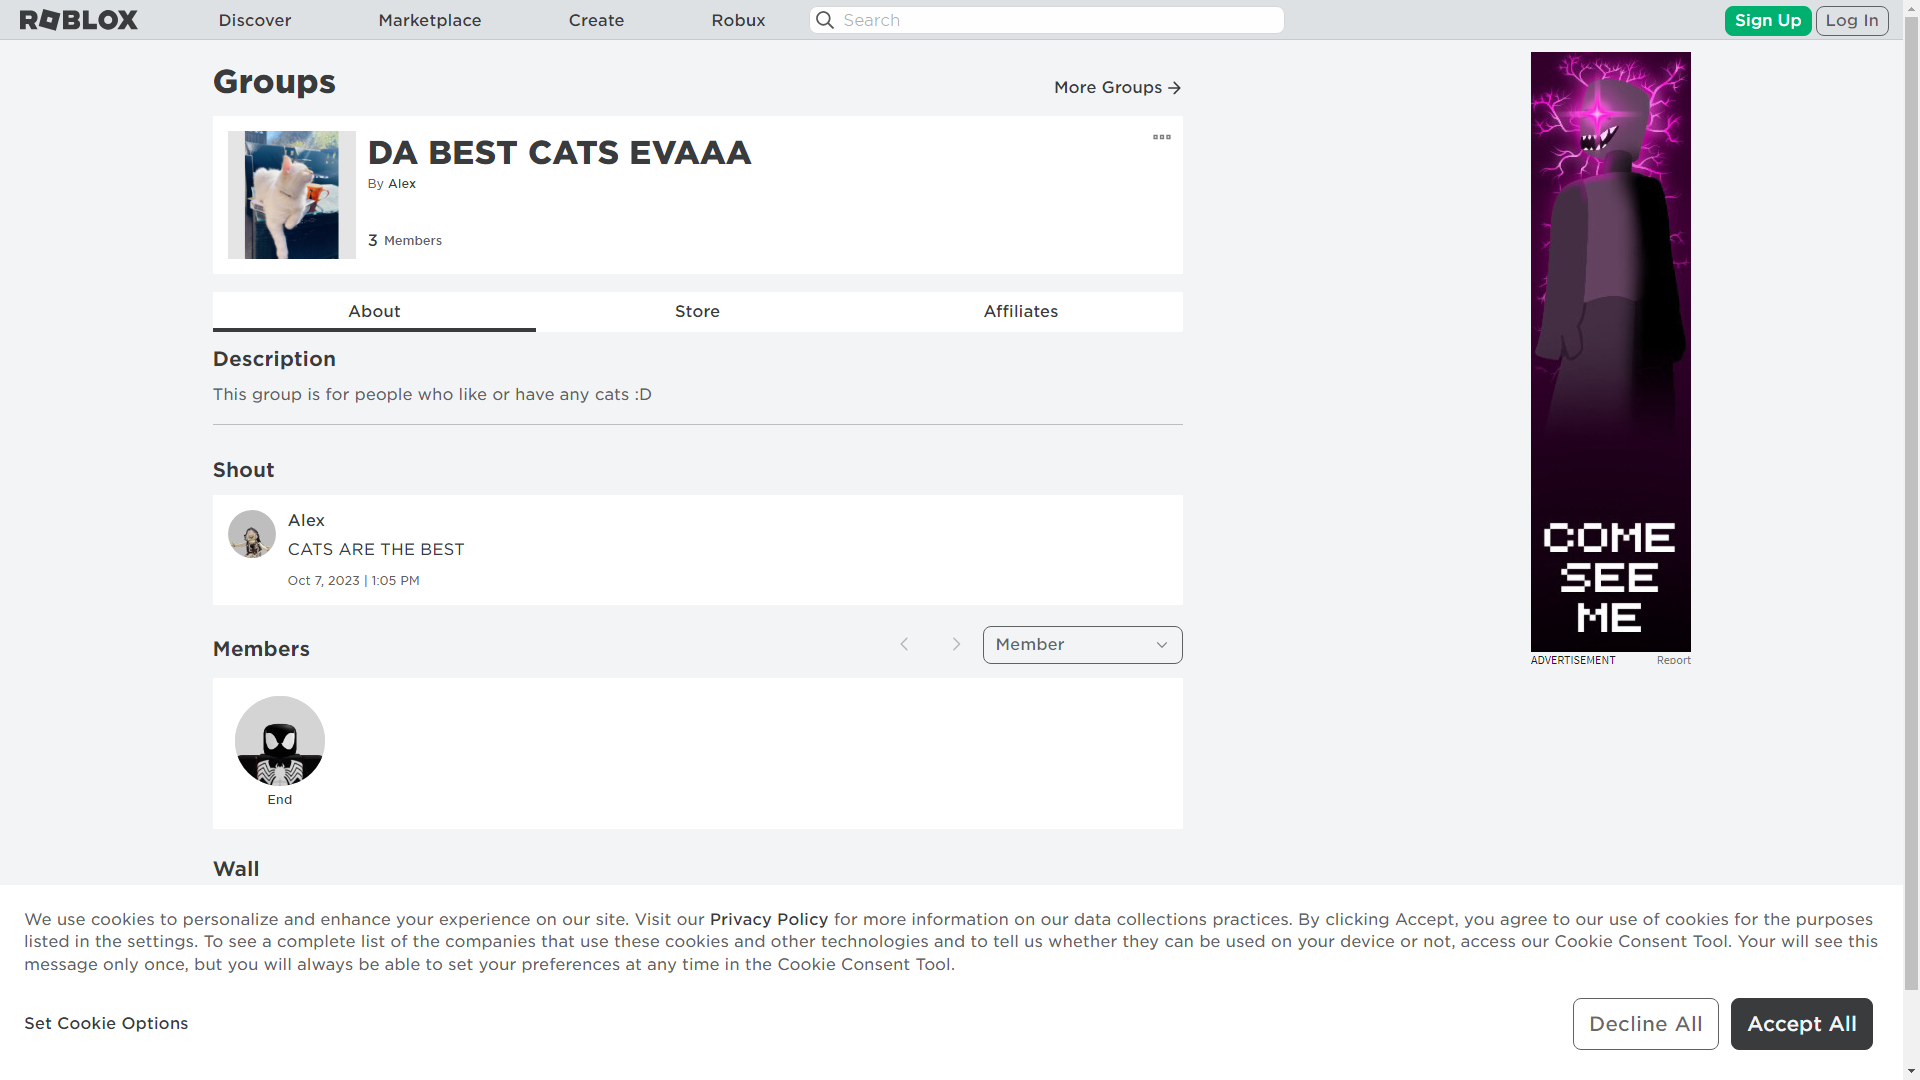 ROBLOX
Discover
Marketplace
Create
Robux
Search
Sign Up
Log In
Groups
More Groups
DA BEST CATS EVAAA
By Alex
3 Members
About
Store
Affiliates
Description
This group is for people who like or have any cats :D
Shout
Alex
CATS ARE THE BEST
Oct 7, 2023 | 1:05 PM
Members
Member
End
Wall
COME
SEE
ME
ADVERTISEMENT
Report
We use cookies to personalize and enhance your experience on our site. Visit our Privacy Policy for more information on our data collections practices. By clicking Accept, you agree to our use of cookies for the purposes
listed in the settings. To see a complete list of the companies that use these cookies and other technologies and to tell us whether they can be used on your device or not, access our Cookie Consent Tool. Your will see this
message only once, but you will always be able to set your preferences at any time in the Cookie Consent Tool.
Set Cookie Options
Decline All
Accept All